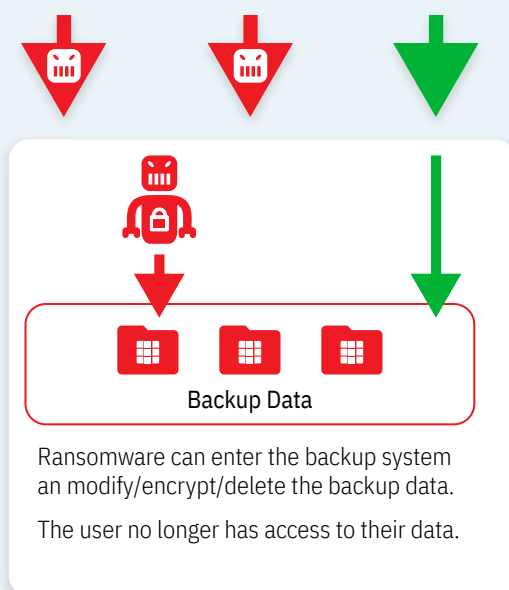 Backup Data
Ransomware can enter the backup system
an modify/encrypt/delete the backup data.
The user no longer has access to their data.